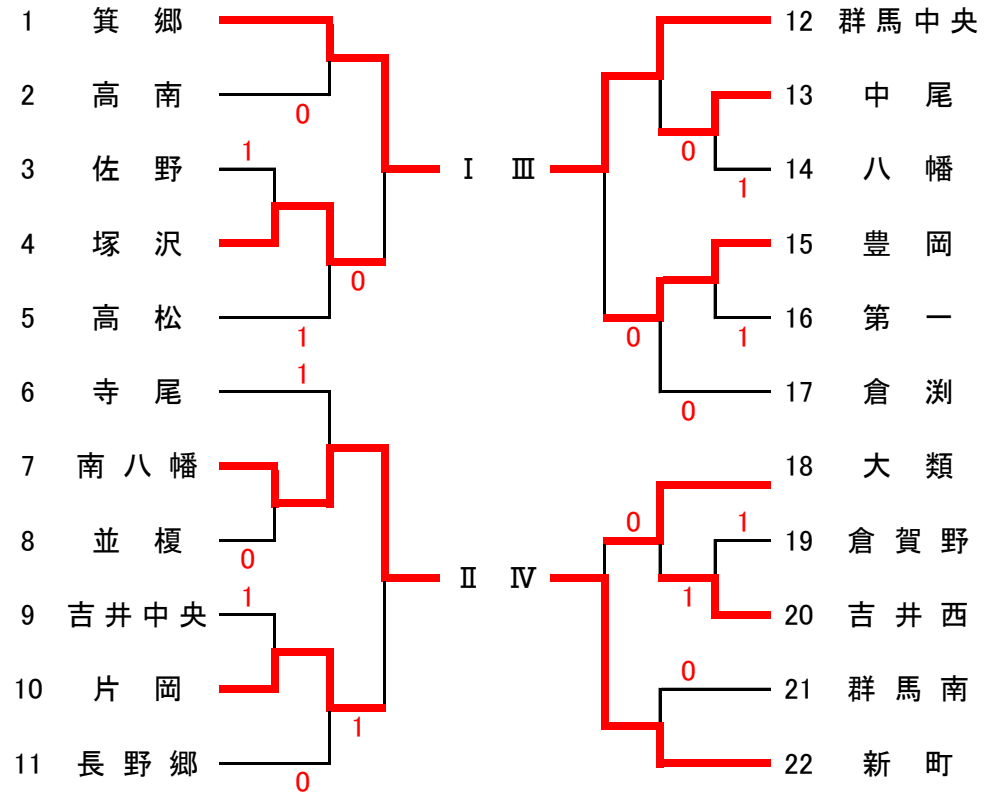 1 箕郷
2 高南
0
1
3 佐野
4 塚沢
0
5 高松
1
Ⅰ
1
6 寺尾
7 南八幡
8 並榎
0
1
9 吉井中央
10 片岡
1
11 長野郷
0
Ⅱ
12 群馬中央
13 中尾
0
14 八幡
1
Ⅲ
15 豊岡
16 第一
0
1
17 倉渕
0
18 大類
0
1
19 倉賀野
1
20 吉井西
Ⅳ
0
21 群馬南
22 新町